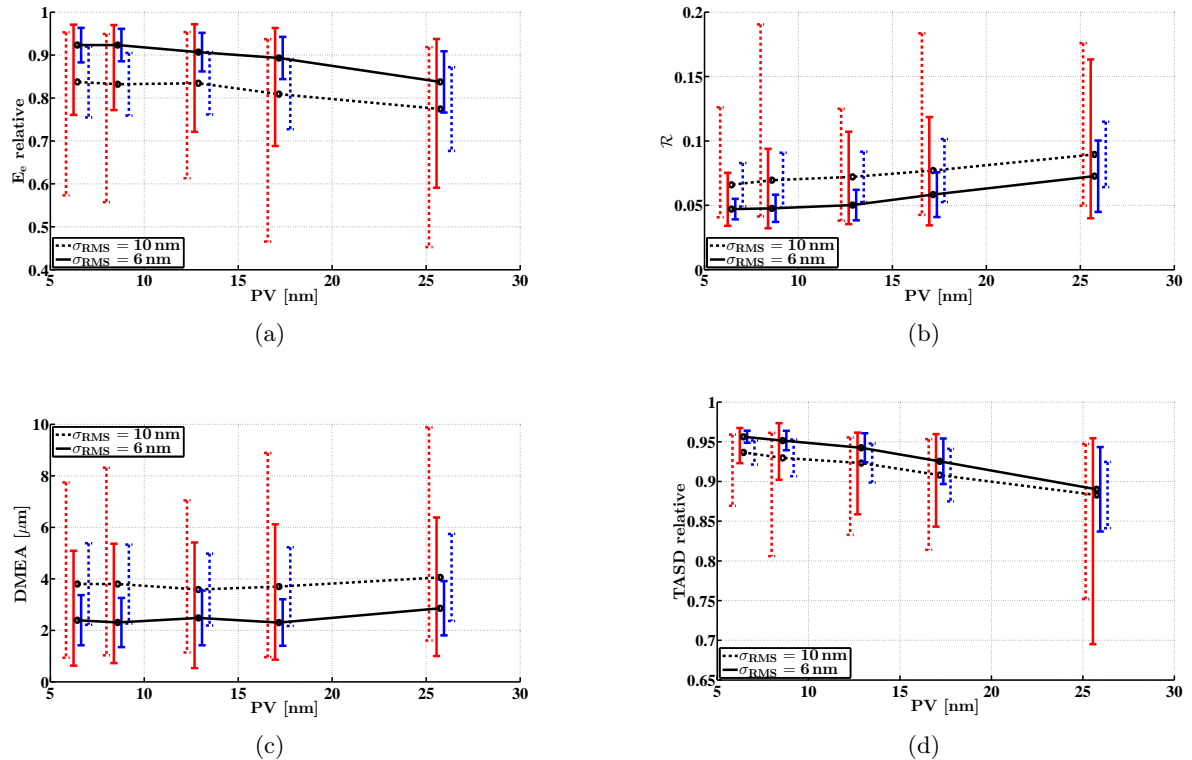 1
0.9
0.8
0.7
0.6
0.5
0.4
E_e relative
σ_RMS = 10 nm
σ_RMS = 6 nm
5 10 15 20 25 30
PV [nm]
(a)
0.2
0.15
0.1
0.05
0
ℛ
σ_RMS = 10 nm
σ_RMS = 6 nm
5 10 15 20 25 30
PV [nm]
(b)
10
8
6
4
2
0
DMEA [μm]
σ_RMS = 10 nm
σ_RMS = 6 nm
5 10 15 20 25 30
PV [nm]
(c)
1
0.95
0.9
0.85
0.8
0.75
0.7
0.65
TASD relative
σ_RMS = 10 nm
σ_RMS = 6 nm
5 10 15 20 25 30
PV [nm]
(d)